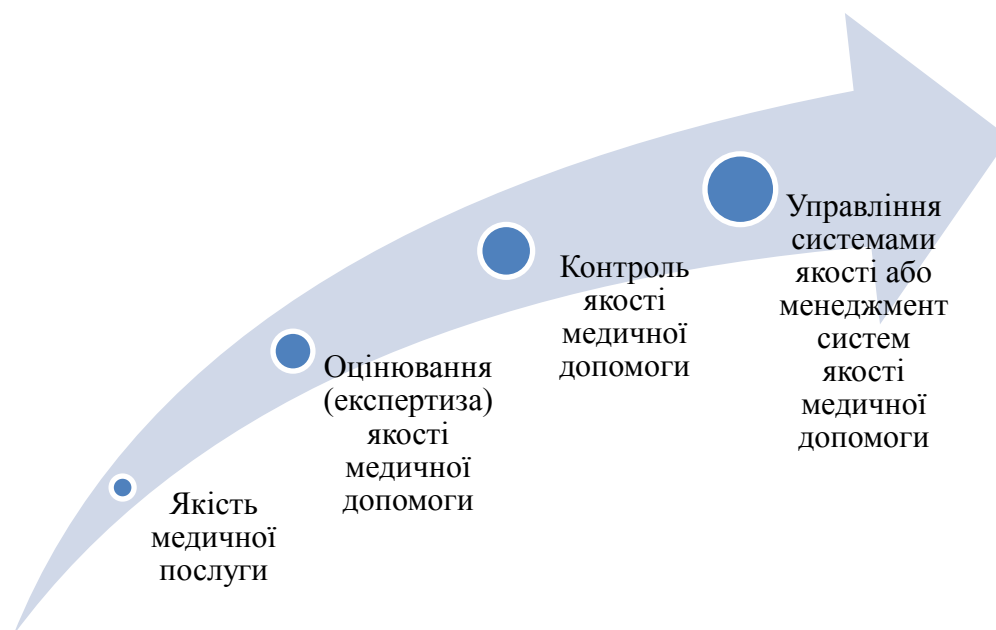 Якість
медичної
послуги
Оцінювання
(експертиза)
якості
медичної
допомоги
Контроль
якості
медичної
допомоги
Управління
системами
якості або
менеджмент
систем
якості
медичної
допомоги